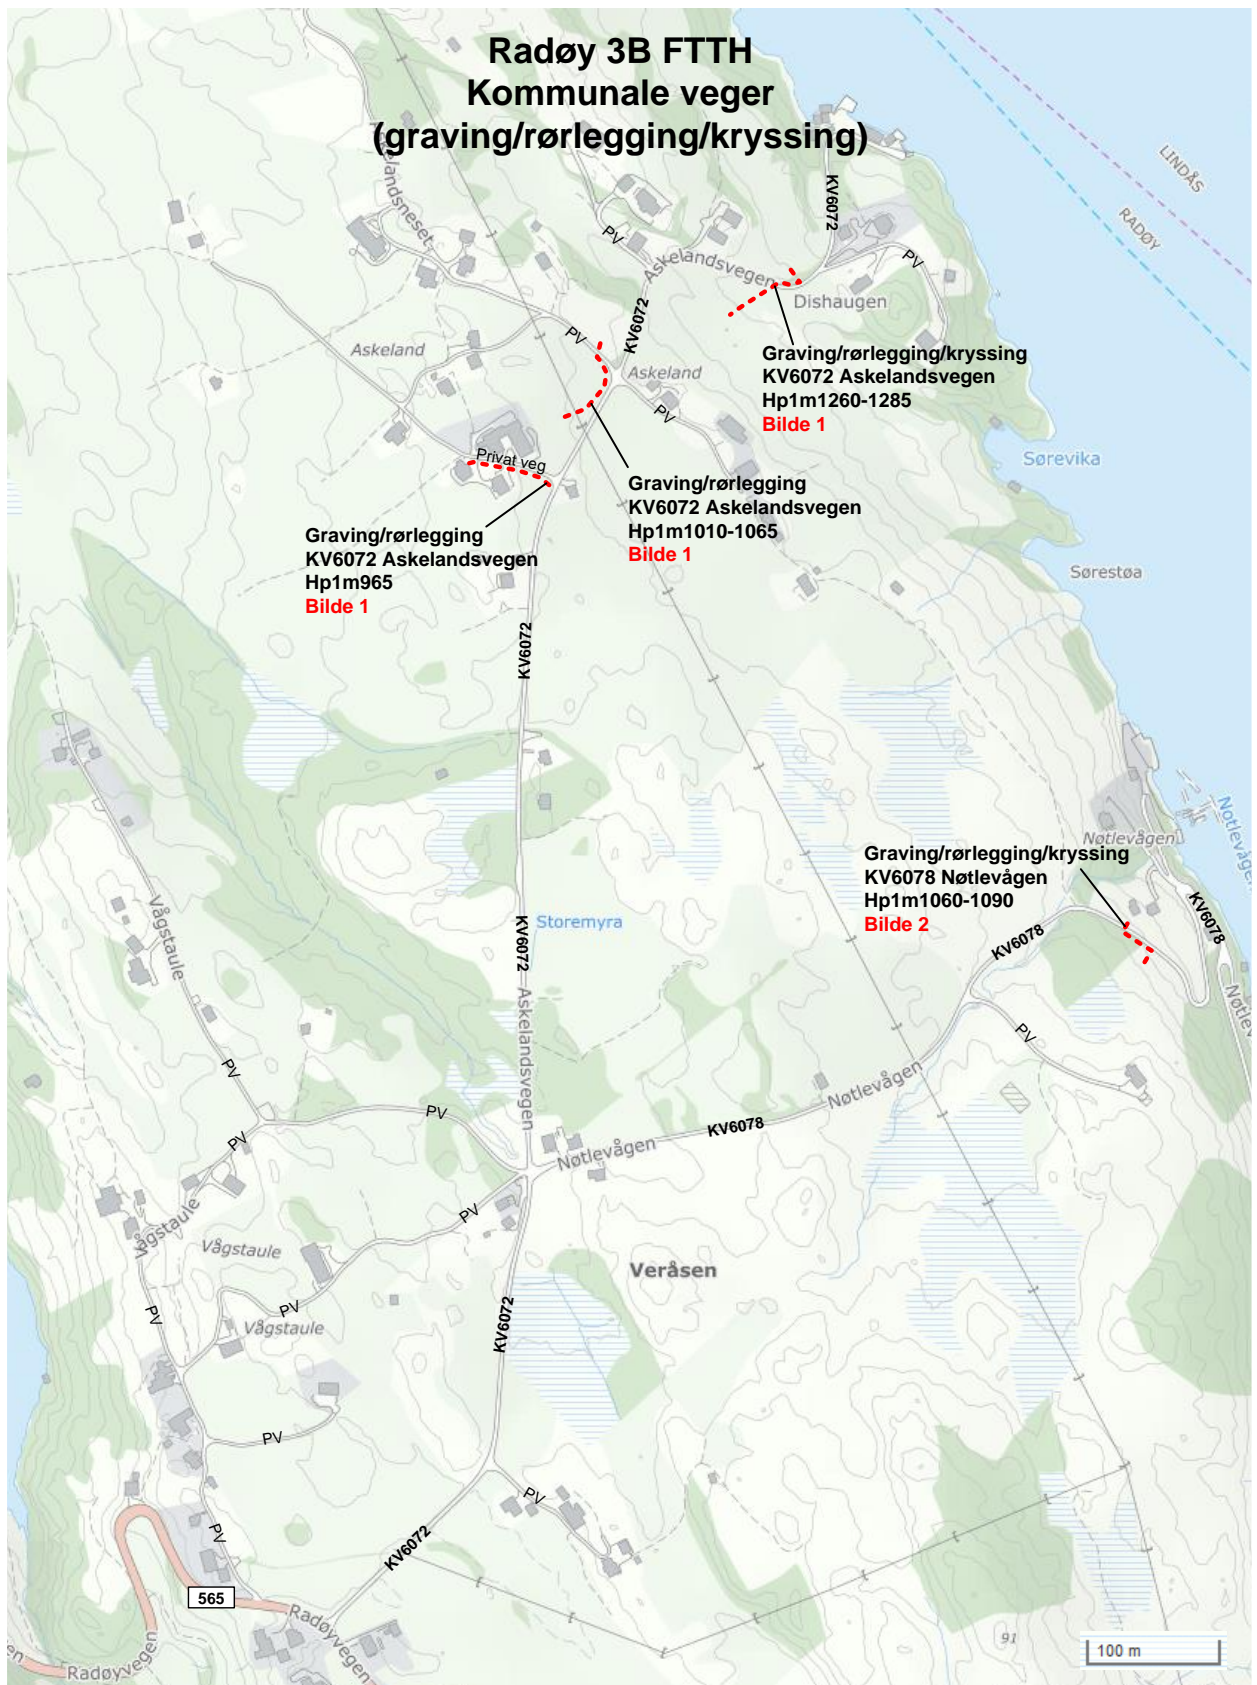 Radøy 3B FTTH
Kommunale veger
(graving/rørlegging/kryssing)
LINDÅS
RADØY
KV6072
PV
Askelandsvegen
PV
Dishaugen
KV6072
PV
Askeland
Askeland
PV
Graving/rørlegging/kryssing
KV6072 Askelandsvegen
Hp1m1260-1285
Bilde 1
Sørevika
Privat veg
Graving/rørlegging
KV6072 Askelandsvegen
Hp1m1010-1065
Bilde 1
Graving/rørlegging
KV6072 Askelandsvegen
Hp1m965
Bilde 1
Sørestøa
KV6072
Nøtlevågen
Graving/rørlegging/kryssing
KV6078 Nøtlevågen
Hp1m1060-1090
Bilde 2
KV6078
KV6078
Vågstaule
Storemyra
KV6072
Askelandsvegen
PV
PV
Nøtlevågen
PV
PV
KV6078
Nøtlevågen
PV
Vågstaule
Veråsen
KV6072
PV
PV
Vågstaule
PV
PV
KV6072
PV
565
Radøyvegen
Radøyvegen
91
100 m